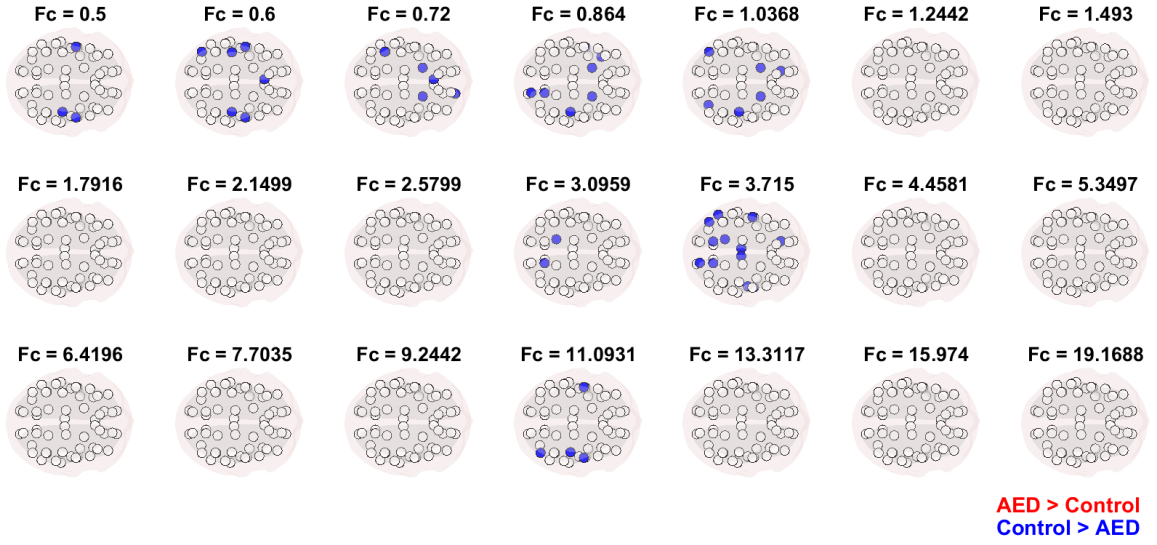 Fc = 0.5 Fc = 0.6 Fc = 0.72 Fc = 0.864 Fc = 1.0368 Fc = 1.2442 Fc = 1.493
Fc = 1.7916 Fc = 2.1499 Fc = 2.5799 Fc = 3.0959 Fc = 3.715 Fc = 4.4581 Fc = 5.3497
Fc = 6.4196 Fc = 7.7035 Fc = 9.2442 Fc = 11.0931 Fc = 13.3117 Fc = 15.974 Fc = 19.1688
AED > Control
Control > AED